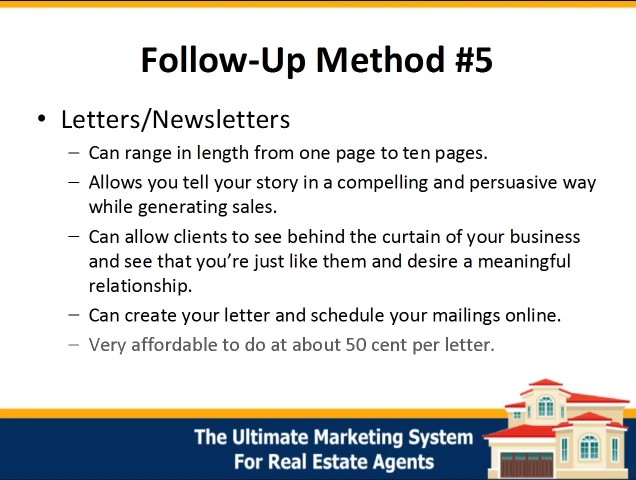 Follow-Up Method #5
• Letters/Newsletters
– Can range in length from one page to ten pages.
– Allows you tell your story in a compelling and persuasive way
while generating sales.
– Can allow clients to see behind the curtain of your business
and see that you’re just like them and desire a meaningful
relationship.
– Can create your letter and schedule your mailings online.
– Very affordable to do at about 50 cent per letter.
The Ultimate Marketing System
For Real Estate Agents